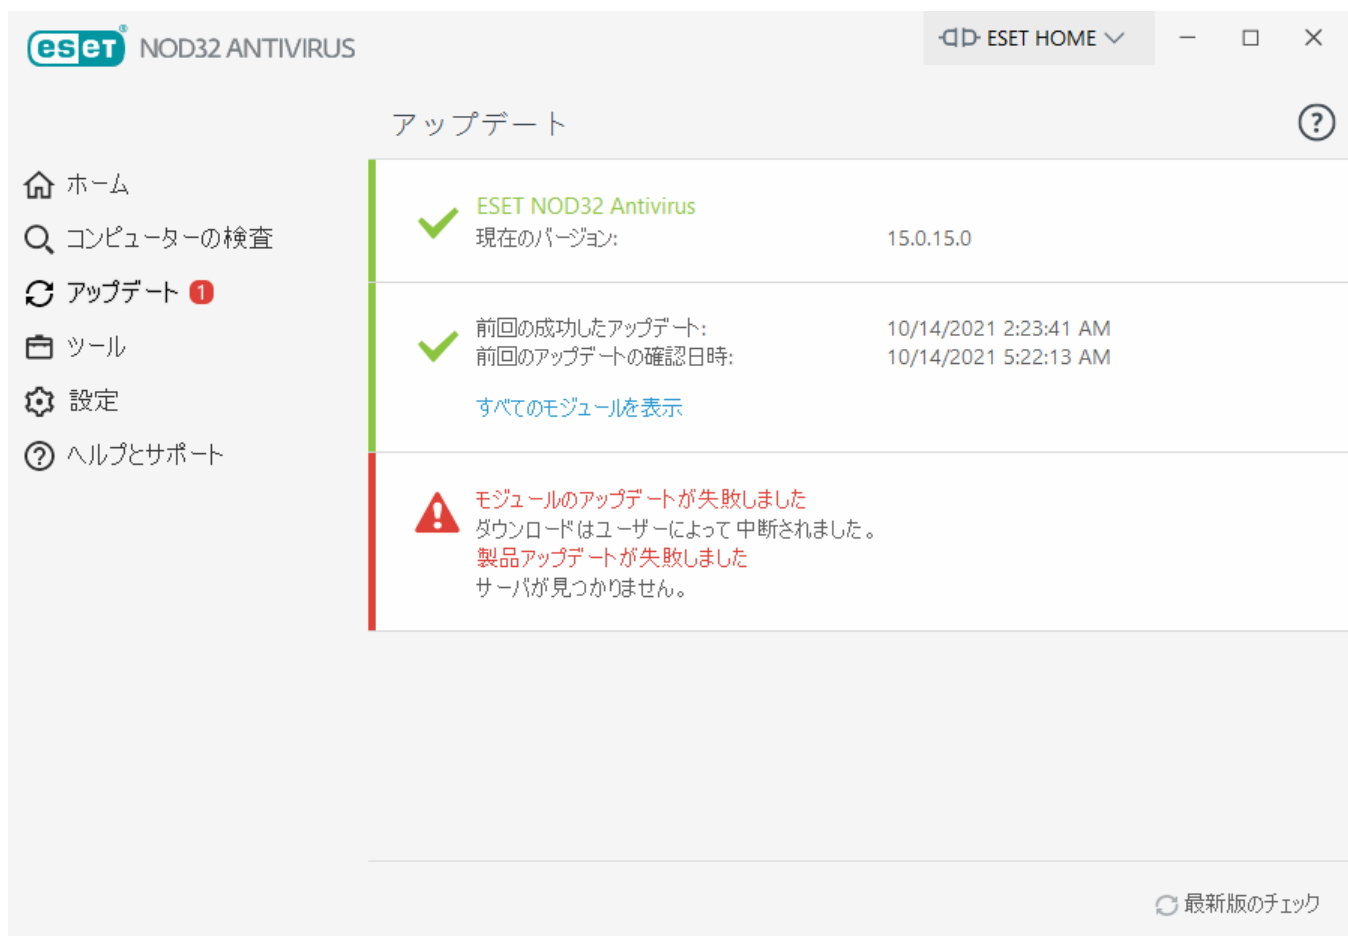 eset® NOD32 ANTIVIRUS
ESET HOME
アップデート
?
ホーム
コンピューターの検査
アップデート 1
ツール
設定
? ヘルプとサポート
ESET NOD32 Antivirus
現在のバージョン: 15.0.15.0
前回の成功したアップデート: 10/14/2021 2:23:41 AM
前回のアップデートの確認日時: 10/14/2021 5:22:13 AM
すべてのモジュールを表示
モジュールのアップデートが失敗しました
ダウンロードはユーザーによって中断されました。
製品アップデートが失敗しました
サーバが見つかりません。
最新版のチェック